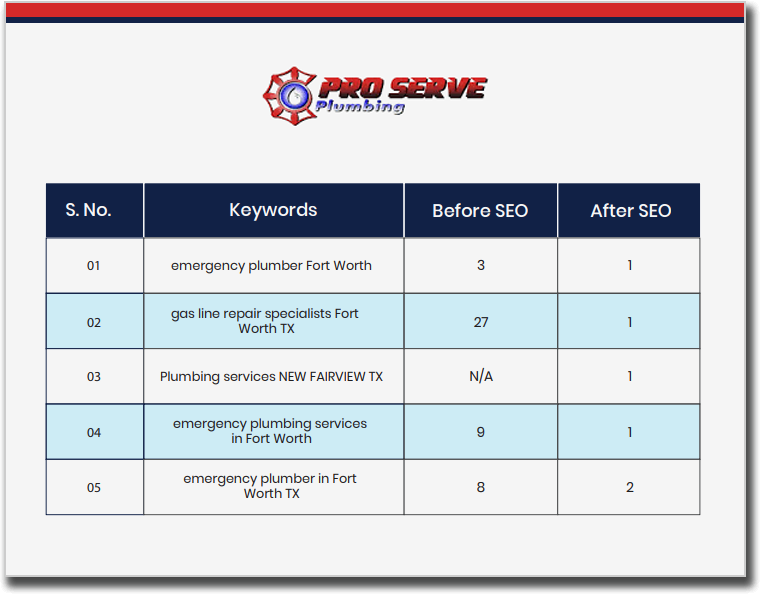 PRO SERVE
Plumbing
S. No. Keywords Before SEO After SEO
01 emergency plumber Fort Worth 3 1
02 gas line repair specialists Fort
Worth TX 27 1
03 Plumbing services NEW FAIRVIEW TX N/A 1
04 emergency plumbing services
in Fort Worth 9 1
05 emergency plumber in Fort
Worth TX 8 2